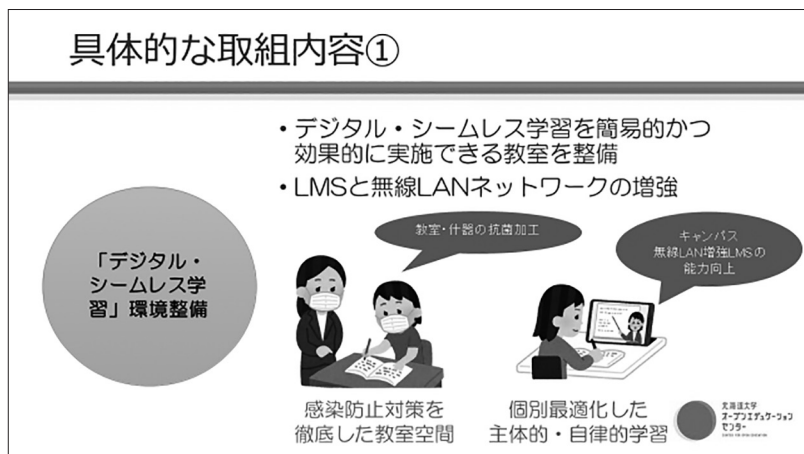 具体的な取組内容①
・デジタル・シームレス学習を簡易的かつ
効果的に実施できる教室を整備
・LMSと無線LANネットワークの増強
「デジタル・
シームレス学
習」環境整備
教室・什器の抗菌加工
キャンパス
無線LAN増強LMSの
能力向上
感染防止対策を
徹底した教室空間
個別最適化した
主体的・自律的学習
北海道大学
オープンエデュケーション
センター